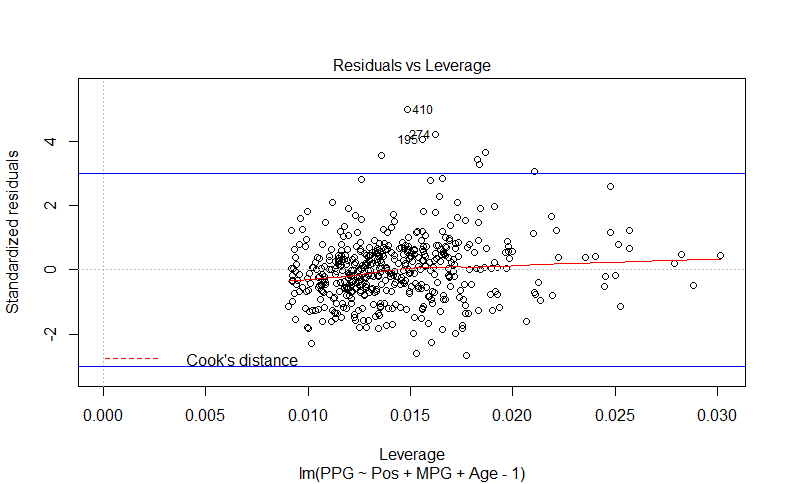 Residuals vs Leverage
Standardized residuals
4
2
0
-2
410
274
195
Cook's distance
0.000 0.005 0.010 0.015 0.020 0.025 0.030
Leverage
lm(PPG ~ Pos + MPG + Age - 1)